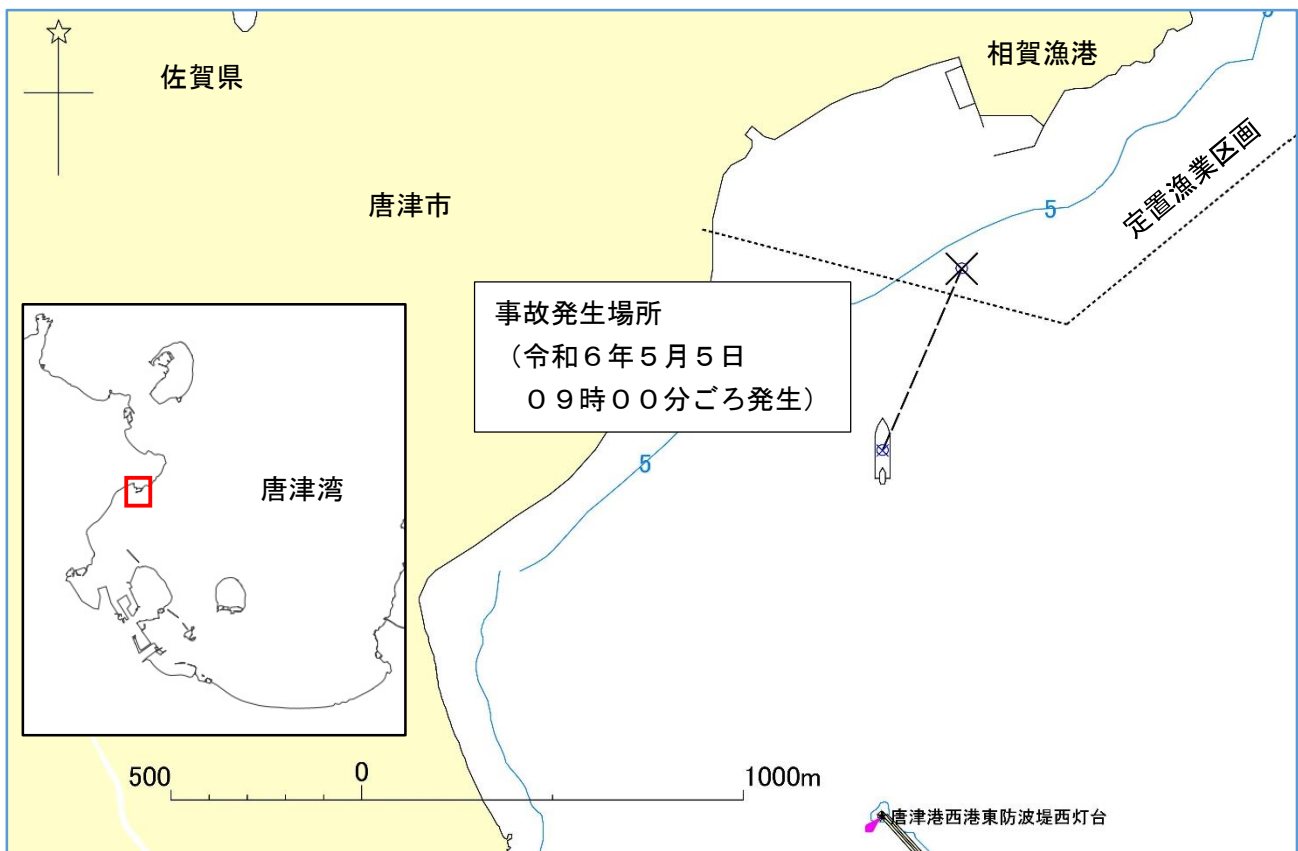 佐賀県
相賀漁港
唐津市
定置漁業区画
5
5
5
事故発生場所
（令和６年５月５日
０９時００分ごろ発生）
唐津湾
500
0
1000m
唐津港西港東防波堤西灯台